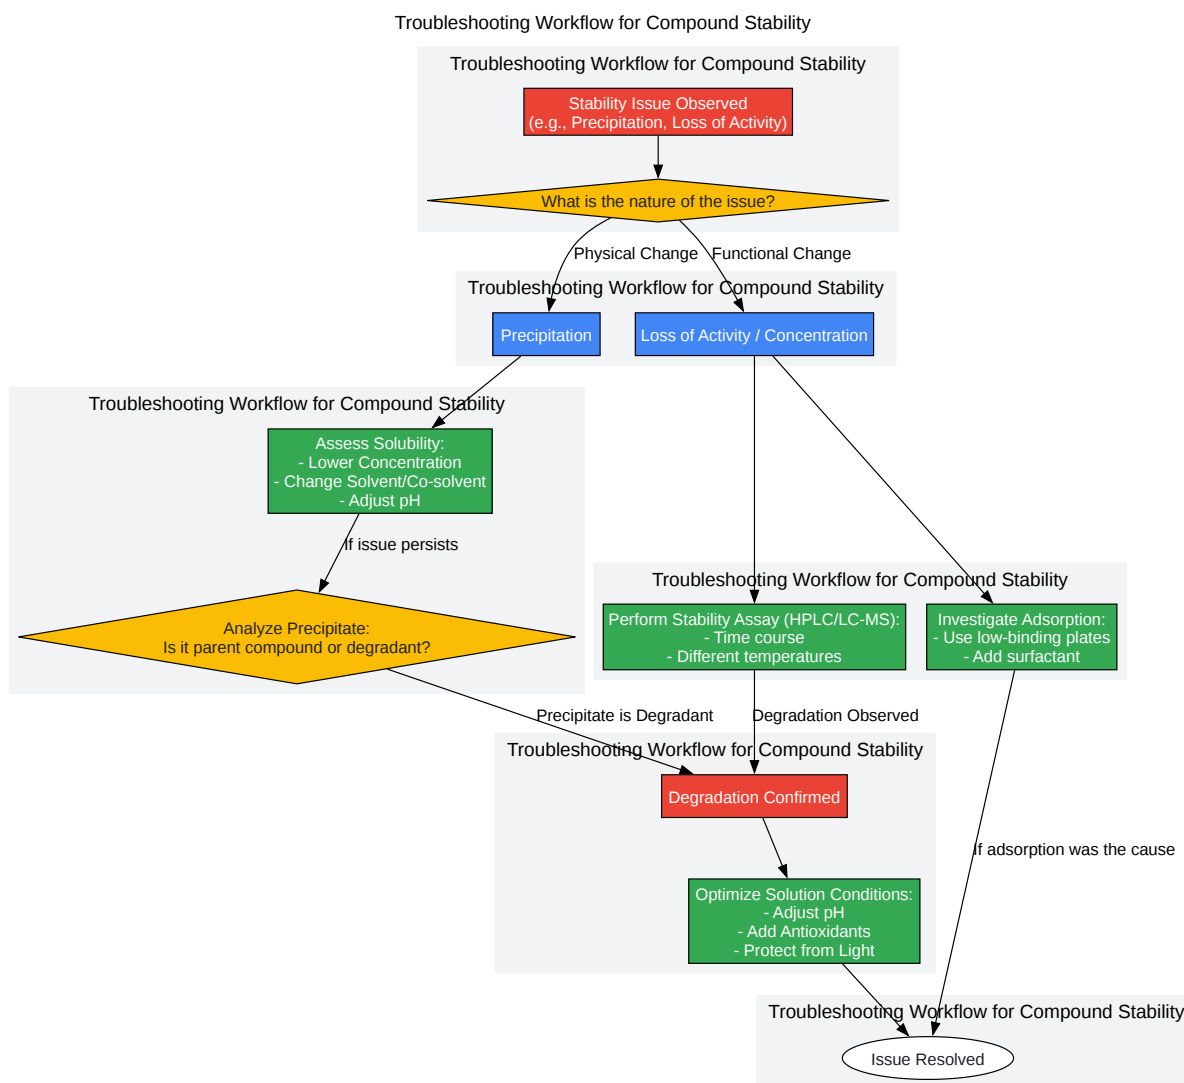 Troubleshooting Workflow for Compound Stability
Troubleshooting Workflow for Compound Stability
Stability Issue Observed
(e.g., Precipitation, Loss of Activity)
What is the nature of the issue?
Physical Change
Functional Change
Troubleshooting Workflow for Compound Stability
Precipitation
Loss of Activity / Concentration
Troubleshooting Workflow for Compound Stability
Assess Solubility:
- Lower Concentration
- Change Solvent/Co-solvent
- Adjust pH
If issue persists
Analyze Precipitate:
Is it parent compound or degradant?
Troubleshooting Workflow for Compound Stability
Perform Stability Assay (HPLC/LC-MS):
- Time course
- Different temperatures
Investigate Adsorption:
- Use low-binding plates
- Add surfactant
Precipitate is Degradant
Degradation Observed
Troubleshooting Workflow for Compound Stability
Degradation Confirmed
If adsorption was the cause
Optimize Solution Conditions:
- Adjust pH
- Add Antioxidants
- Protect from Light
Troubleshooting Workflow for Compound Stability
Issue Resolved